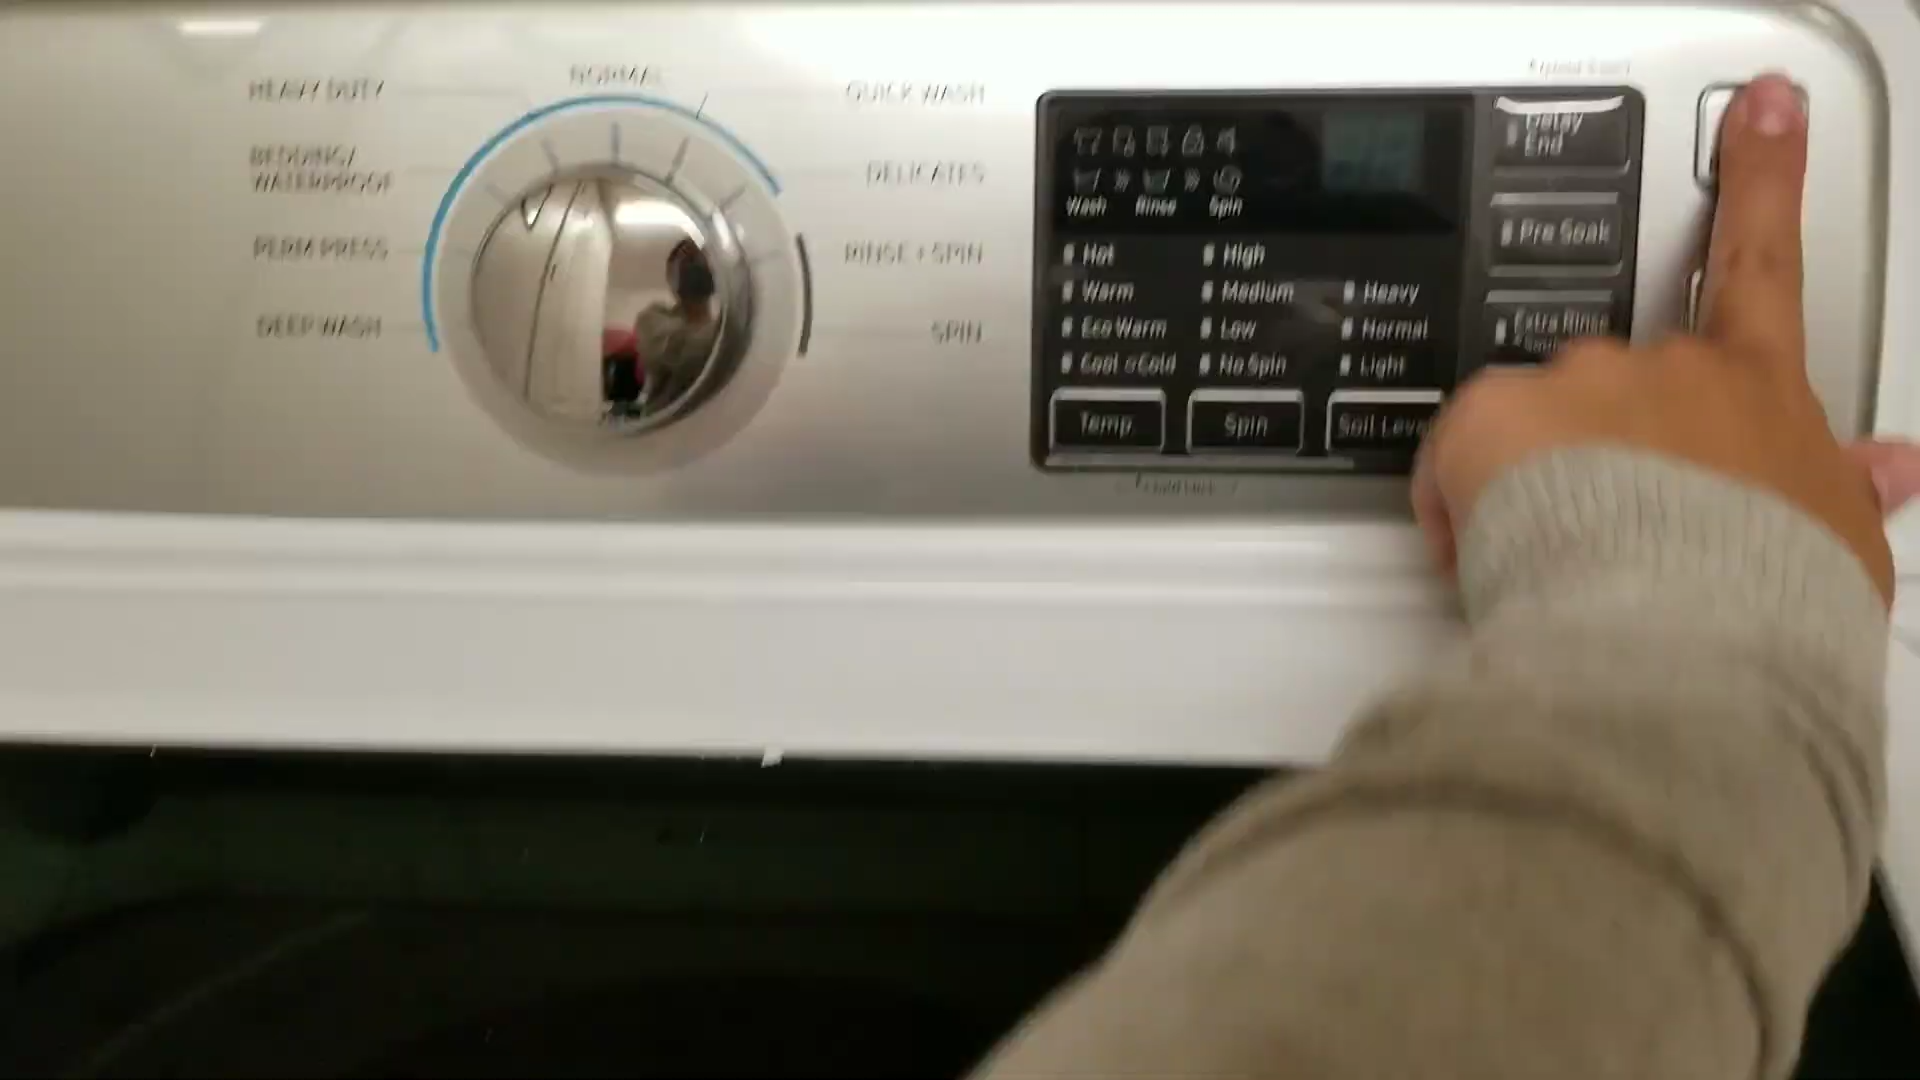 HEAVY DUTY
NORMAL
QUICK WASH
BEDDING/
WATERPROOF
DELICATES
PERM PRESS
RINSE + SPIN
DEEP WASH
SPIN
Wash Rinse Spin
Hot High
Warm Medium Heavy
Eco Warm Low Normal
Cool Cold No Spin Light
Temp. Spin Soil Leve
Delay
End
Pre Soak
Extra Rinse